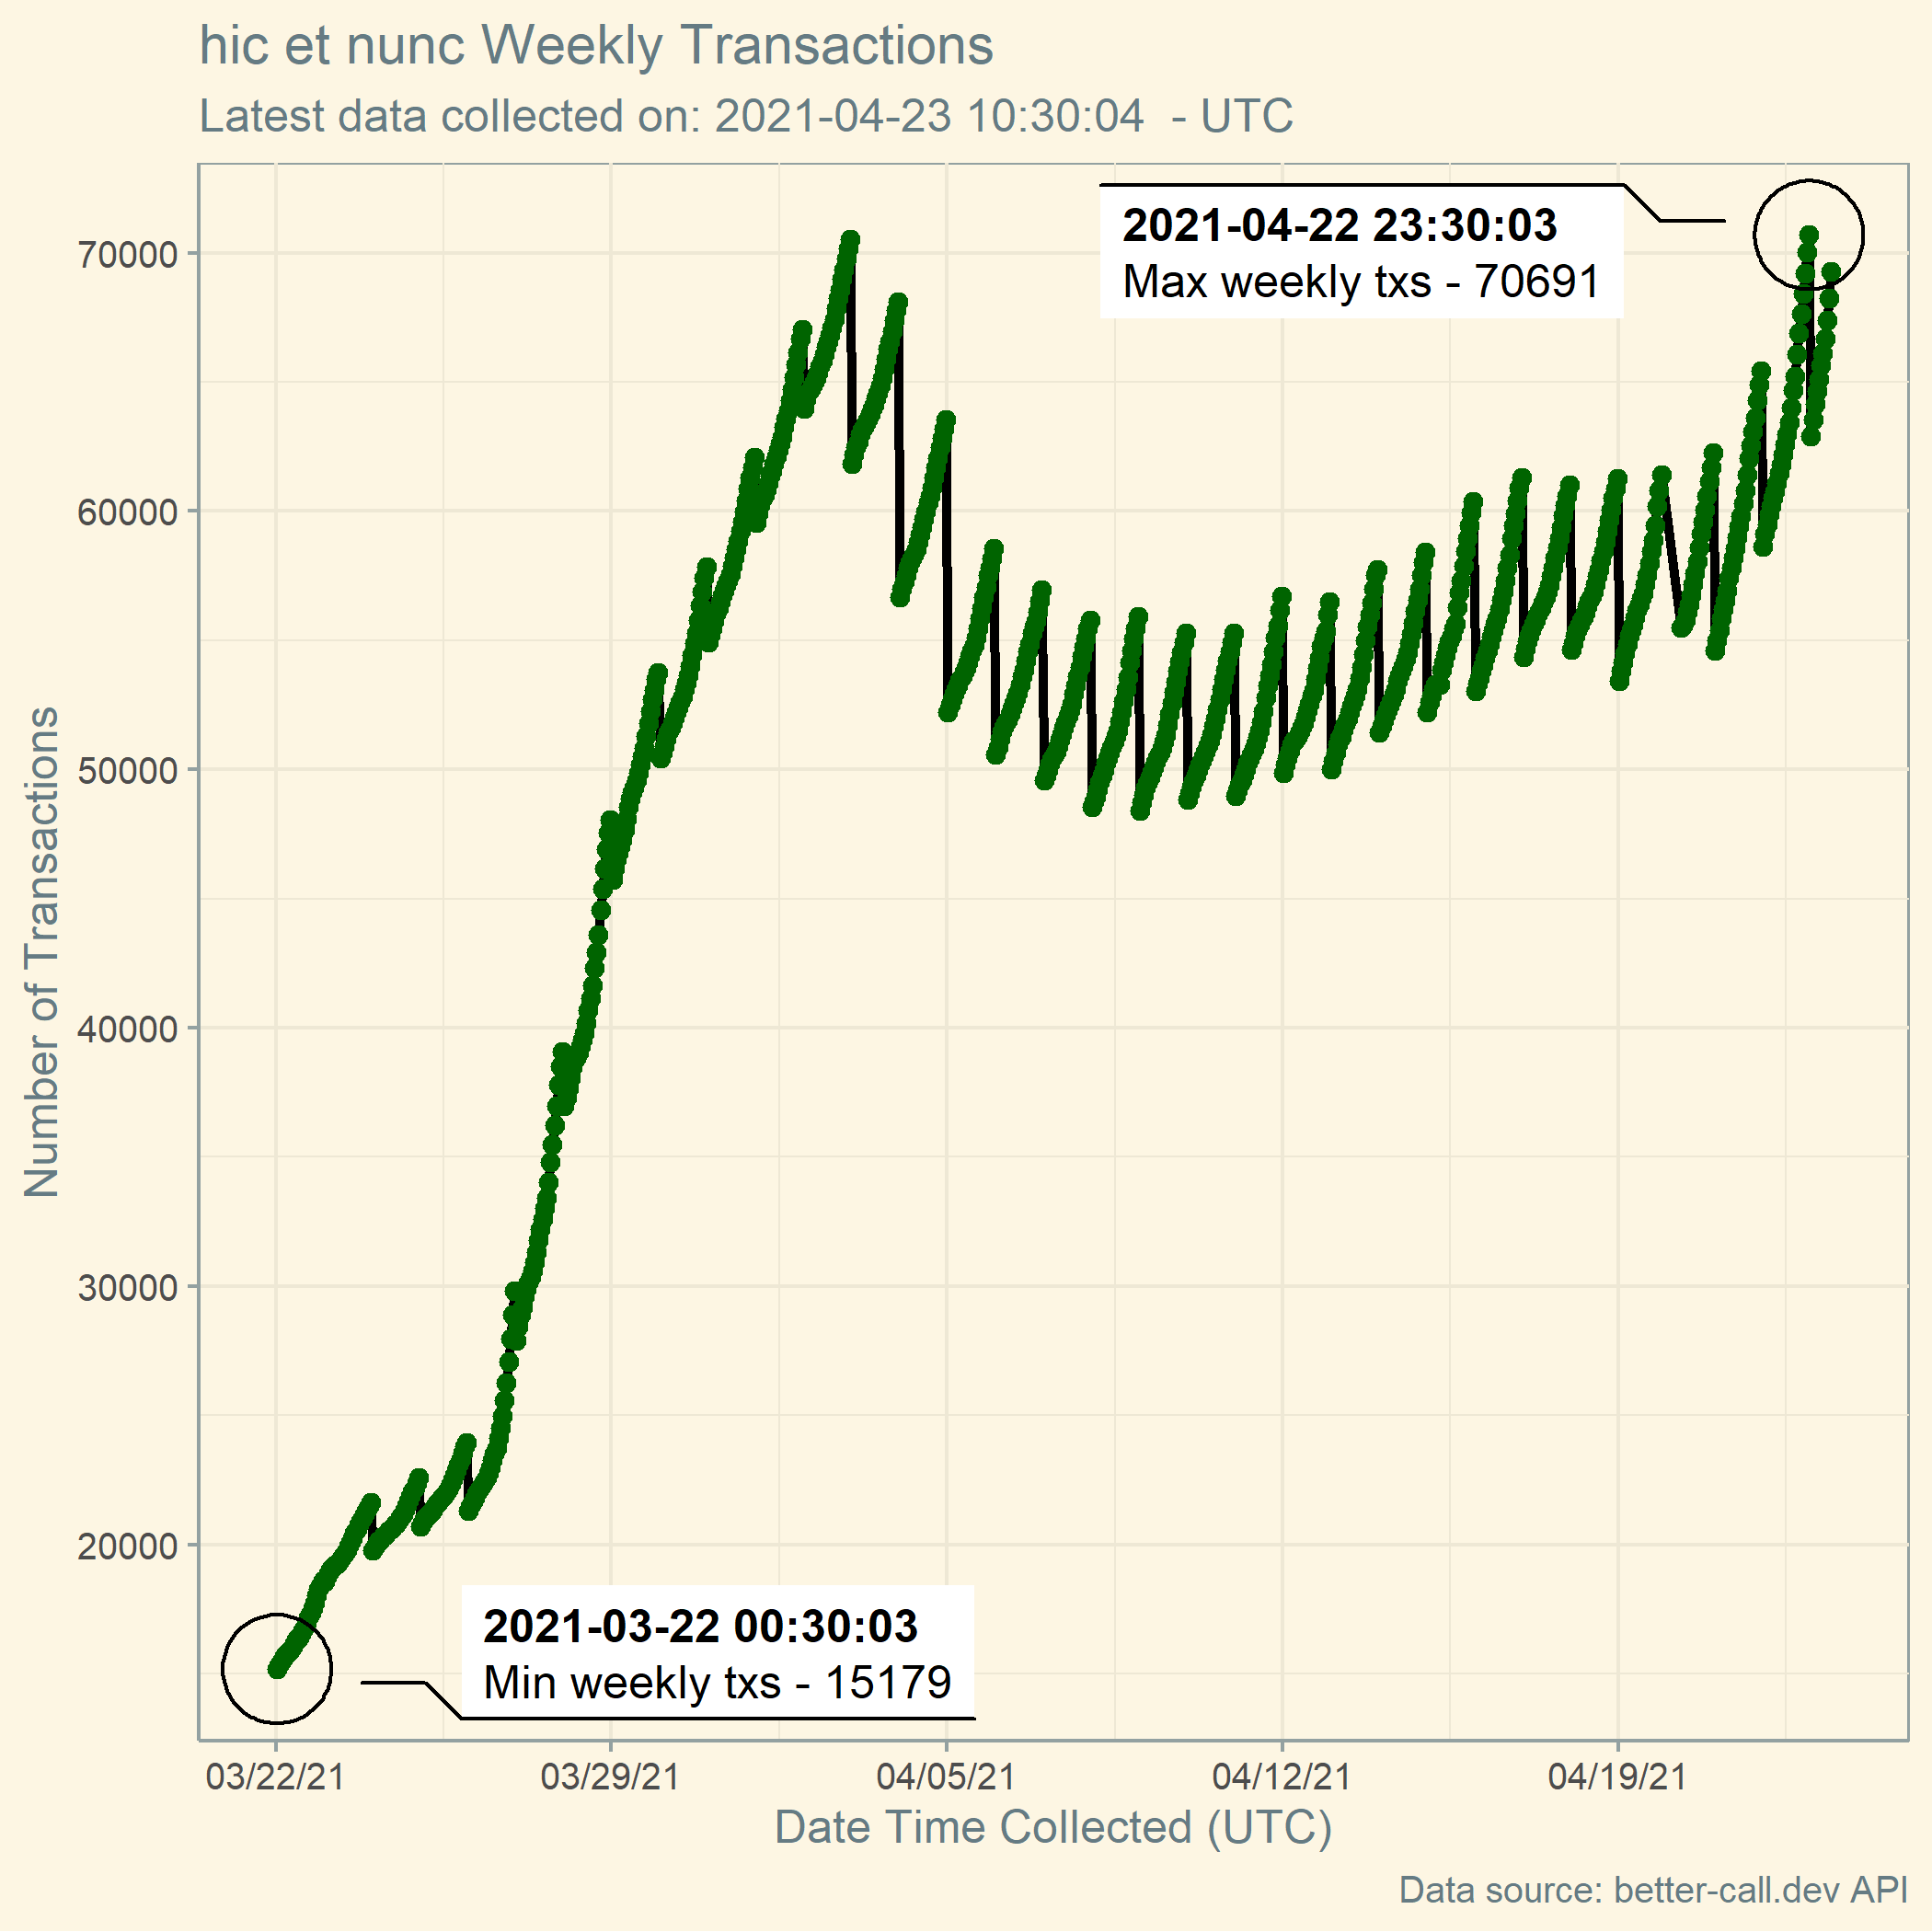 hic et nunc Weekly Transactions
Latest data collected on: 2021-04-23 10:30:04  - UTC
2021-04-22 23:30:03
Max weekly txs - 70691
70000
60000
50000
40000
30000
20000
Number of Transactions
2021-03-22 00:30:03
Min weekly txs - 15179
03/22/21 03/29/21 04/05/21 04/12/21 04/19/21
Date Time Collected (UTC)
Data source: better-call.dev API